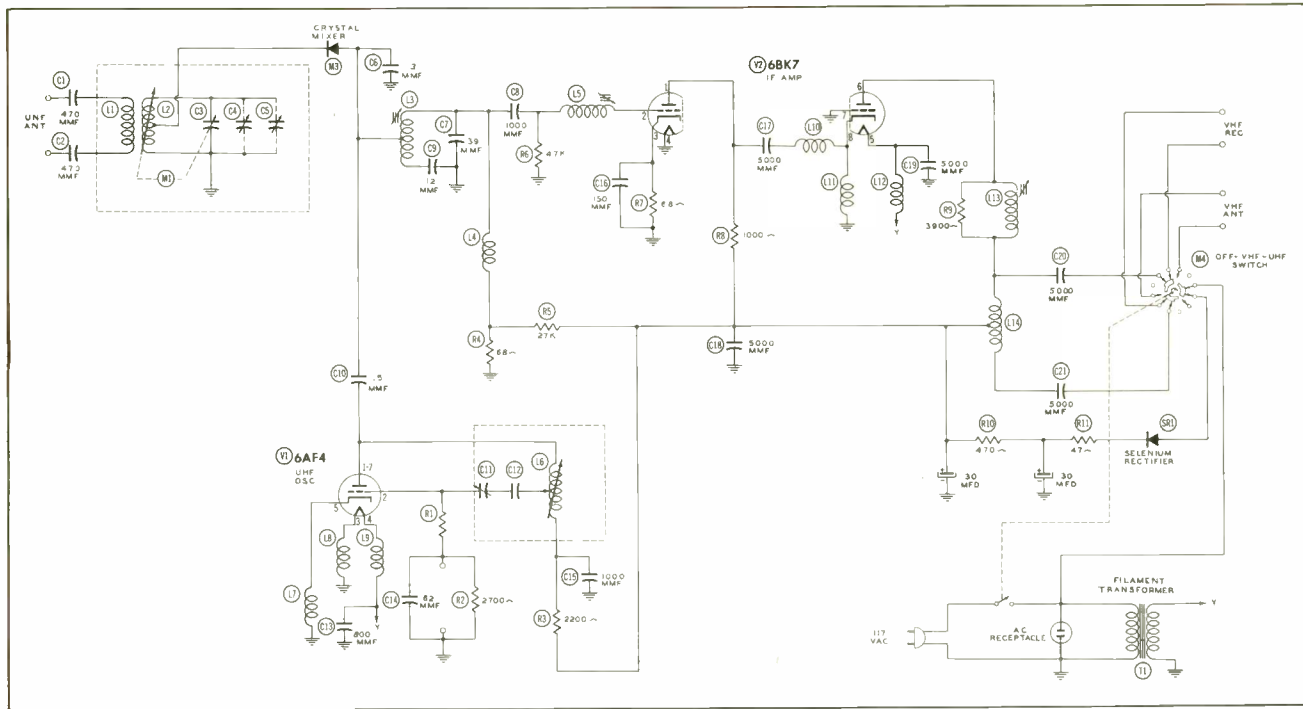 CRYSTAL
MIXER
M3
C6
3
MMF
C1
470
MMF
UHF
ANT
C2
470
MMF
L1
L2
C3
C4
C5
M1
L3
C7
39
MMF
C9
12
MMF
C8
1000
MMF
R6
47K
L5
V2 6BK7
IF AMP
1
2
3
4
C16
150
MMF
R7
68~
R8
1000~
C17
5000
MMF
L10
L11
6
7
8
5
L12
C19
5000
MMF
Y
R9
3900~
L13
VHF
REC
VHF
ANT
M4 OFF-VHF-UHF
SWITCH
C20
5000
MMF
L14
C21
5000
MMF
L4
R5
27K
R4
68~
C18
5000
MMF
R10
470~
R11
47~
SR1
SELENIUM
RECTIFIER
30
MFD
30
MFD
C10
.5
MMF
V1 6AF4
UHF
OSC
1-7
2
5
3
4
L8
L9
L7
C13
800
MMF
Y
R1
C14
82
MMF
R2
2700~
C11
C12
L6
C15
1000
MMF
R3
2200~
117
VAC
AC
RECEPTACLE
FILAMENT
TRANSFORMER
Y
T1